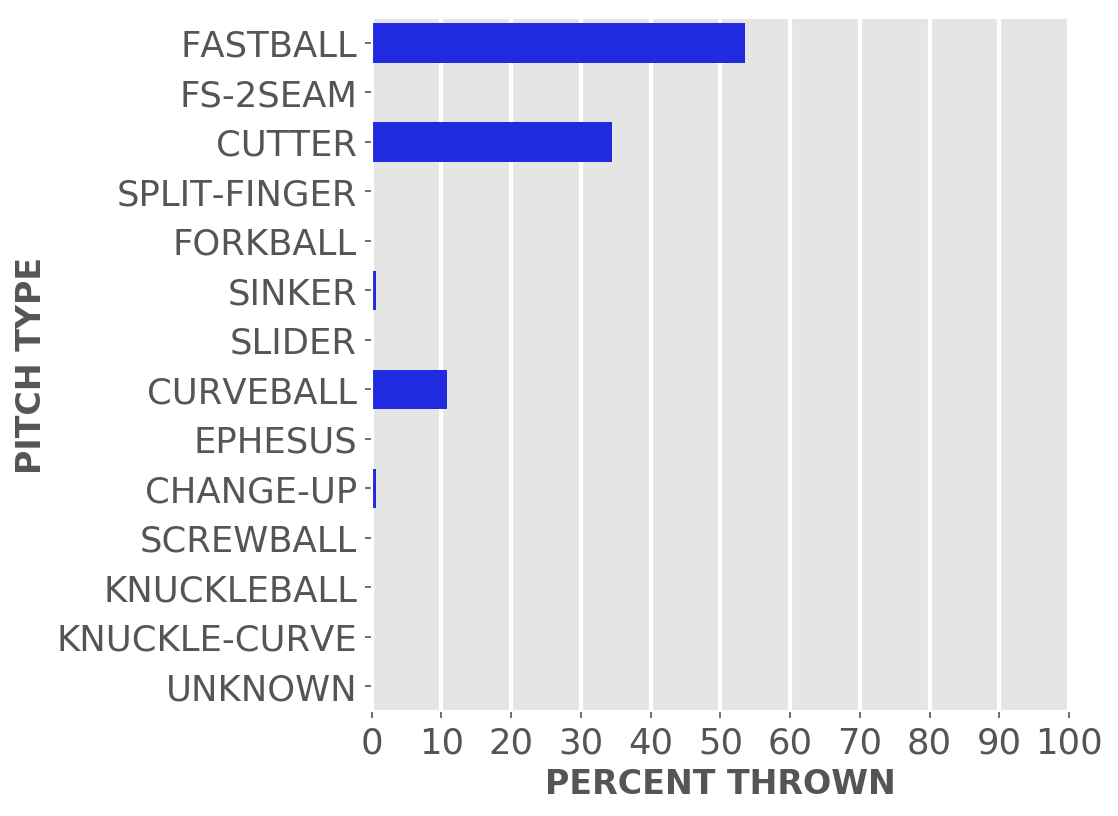 FASTBALL
FS-2SEAM
CUTTER
SPLIT-FINGER
FORKBALL
SINKER
SLIDER
CURVEBALL
EPHESUS
CHANGE-UP
SCREWBALL
KNUCKLEBALL
KNUCKLE-CURVE
UNKNOWN
PITCH TYPE
0 10 20 30 40 50 60 70 80 90 100
PERCENT THROWN